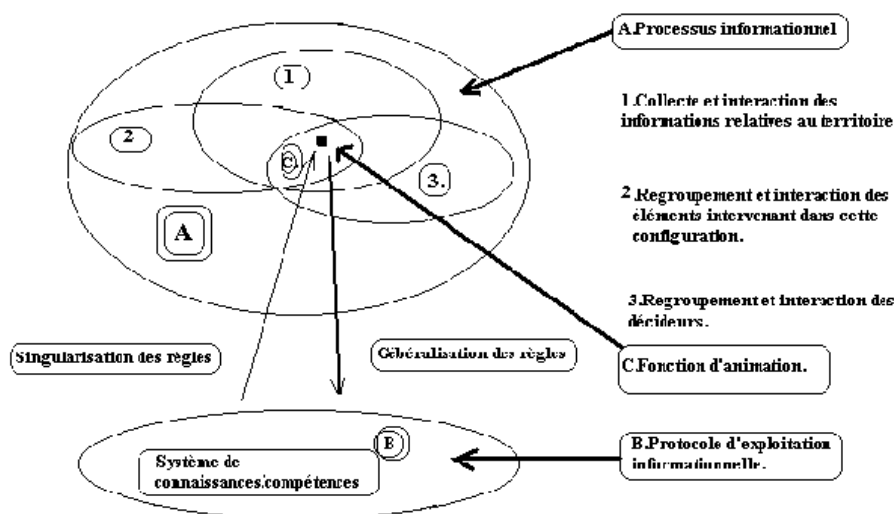 A.Processus informationnel
1
1.Collecte et interaction des
informations relatives au territoire
2
C.
3.
2.Regroupement et interaction des
éléments intervenant dans cette
configuration.
A
3.Regroupement et interaction des
décideurs.
Singularisation des règles
Gébéralisation des règles
C.Fonction d'animation.
B
B.Protocole d'exploitation
informationnelle.
Système de
connaissances/compétences